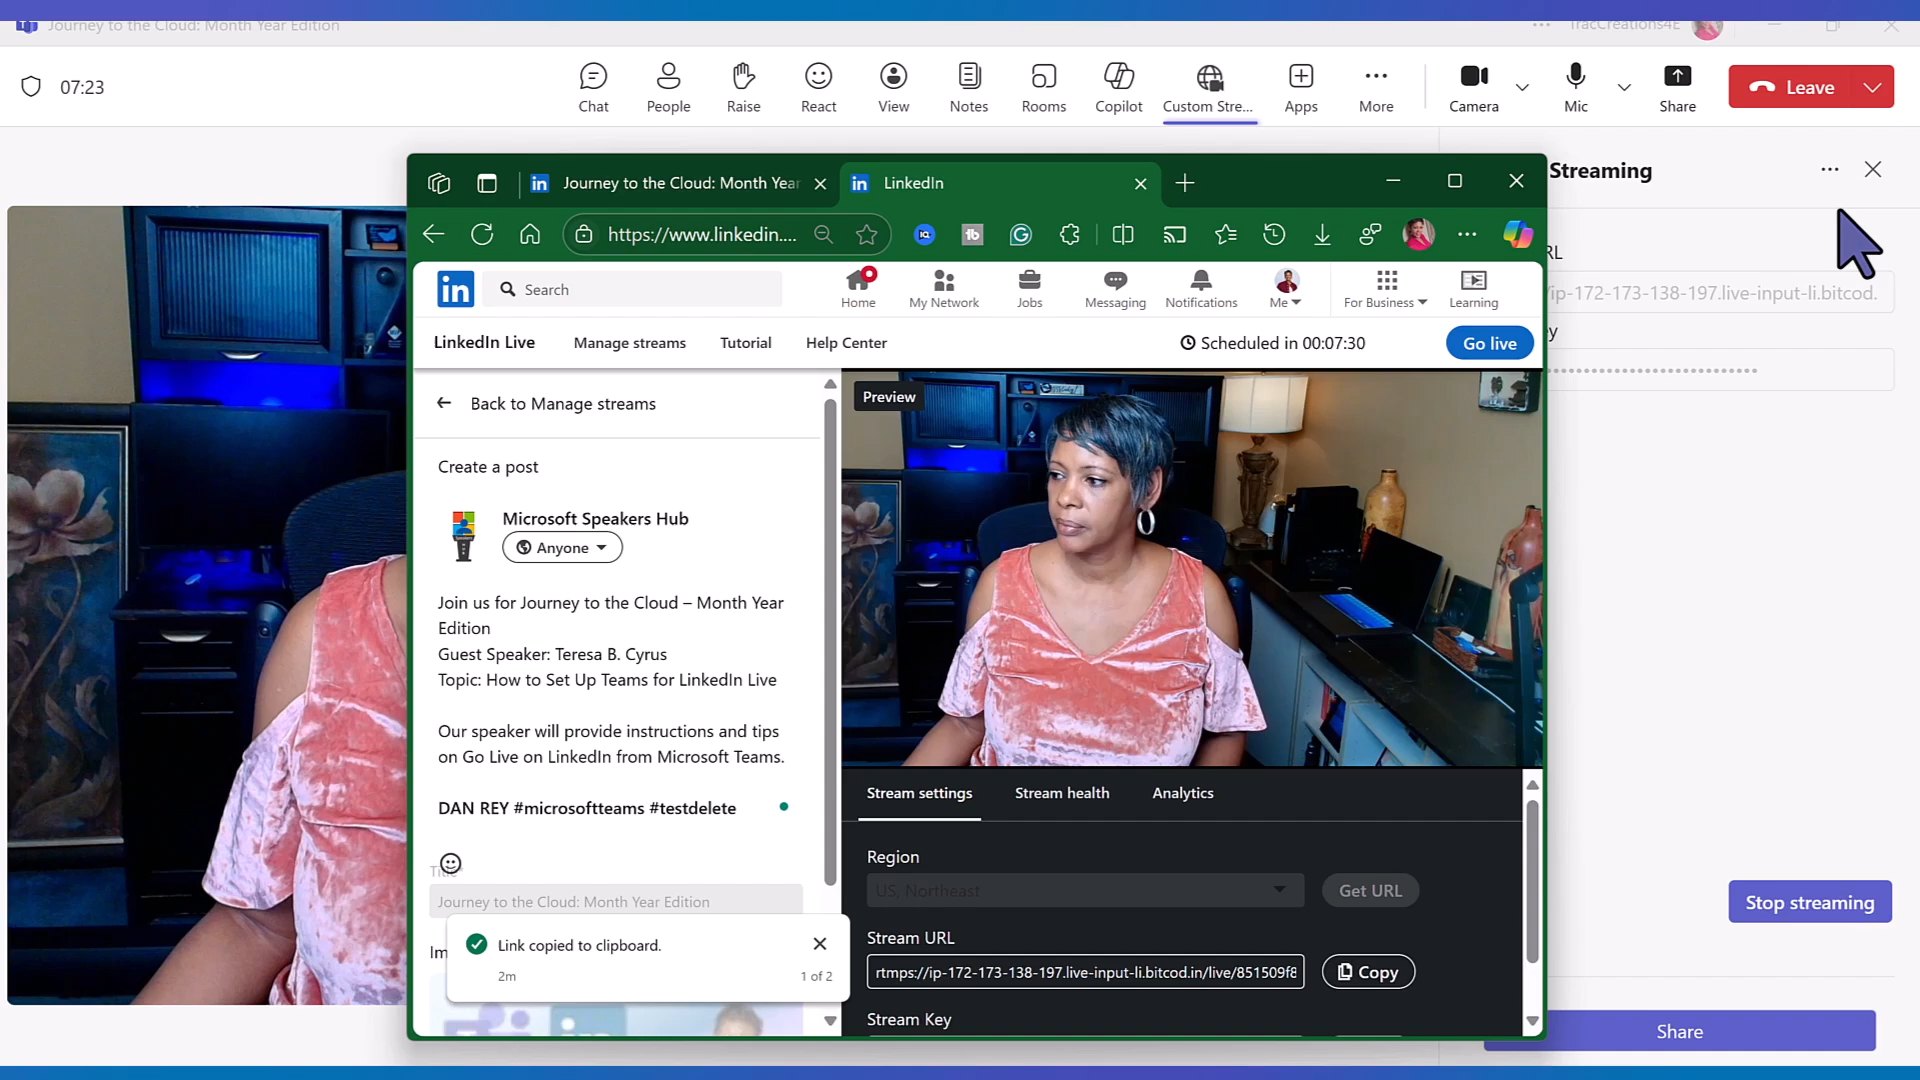 Journey to the Cloud: Month Year Edition
TracCreations4E
07:23
Chat
People
Raise
React
View
Notes
Rooms
Copilot
Custom Stre...
Apps
More
Camera
Mic
Share
Leave
Journey to the Cloud: Month Year
LinkedIn
https://www.linkedin....
in
Search
Home
My Network
Jobs
Messaging
Notifications
Me
For Business
Learning
LinkedIn Live
Manage streams
Tutorial
Help Center
Scheduled in 00:07:30
Go live
Back to Manage streams
Create a post
Microsoft Speakers Hub
Anyone
Join us for Journey to the Cloud – Month Year
Edition
Guest Speaker: Teresa B. Cyrus
Topic: How to Set Up Teams for LinkedIn Live
Our speaker will provide instructions and tips
on Go Live on LinkedIn from Microsoft Teams.
DAN REY #microsoftteams #testdelete
Title*
Journey to the Cloud: Month Year Edition
Im
Link copied to clipboard.
2m
1 of 2
Preview
Stream settings
Stream health
Analytics
Region
US, Northeast
Get URL
Stream URL
rtmps://ip-172-173-138-197.live-input-li.bitcod.in/live/851509f8
Copy
Stream Key
Streaming
RL
/ip-172-173-138-197.live-input-li.bitcod.
ey
Stop streaming
Share